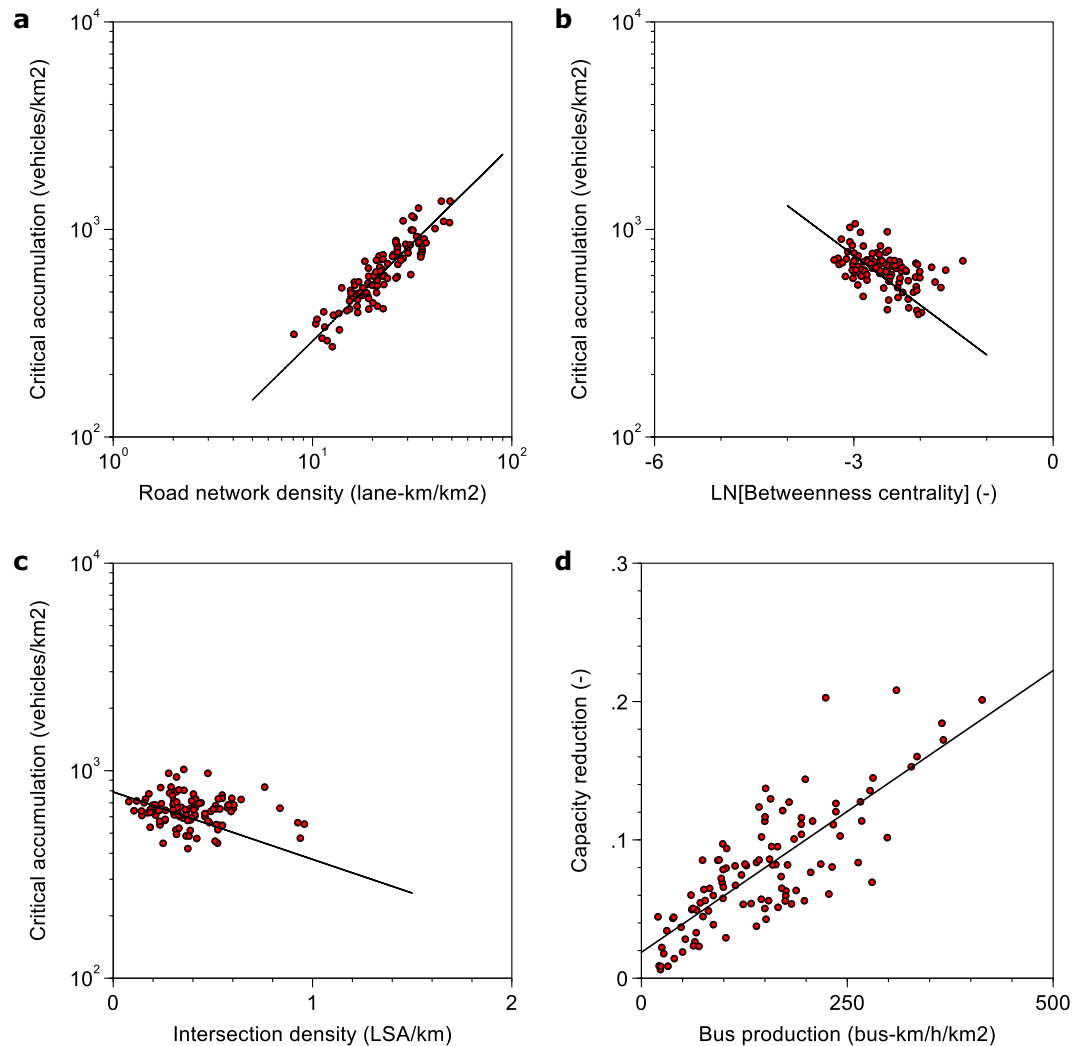 a
10^4
10^3
10^2
Critical accumulation (vehicles/km2)
10^0
10^1
10^2
Road network density (lane-km/km2)
b
10^4
10^3
10^2
Critical accumulation (vehicles/km2)
-6
-3
0
LN[Betweenness centrality] (-)
c
10^4
10^3
10^2
Critical accumulation (vehicles/km2)
0
1
2
Intersection density (LSA/km)
d
.3
.2
.1
0
Capacity reduction (-)
0
250
500
Bus production (bus-km/h/km2)